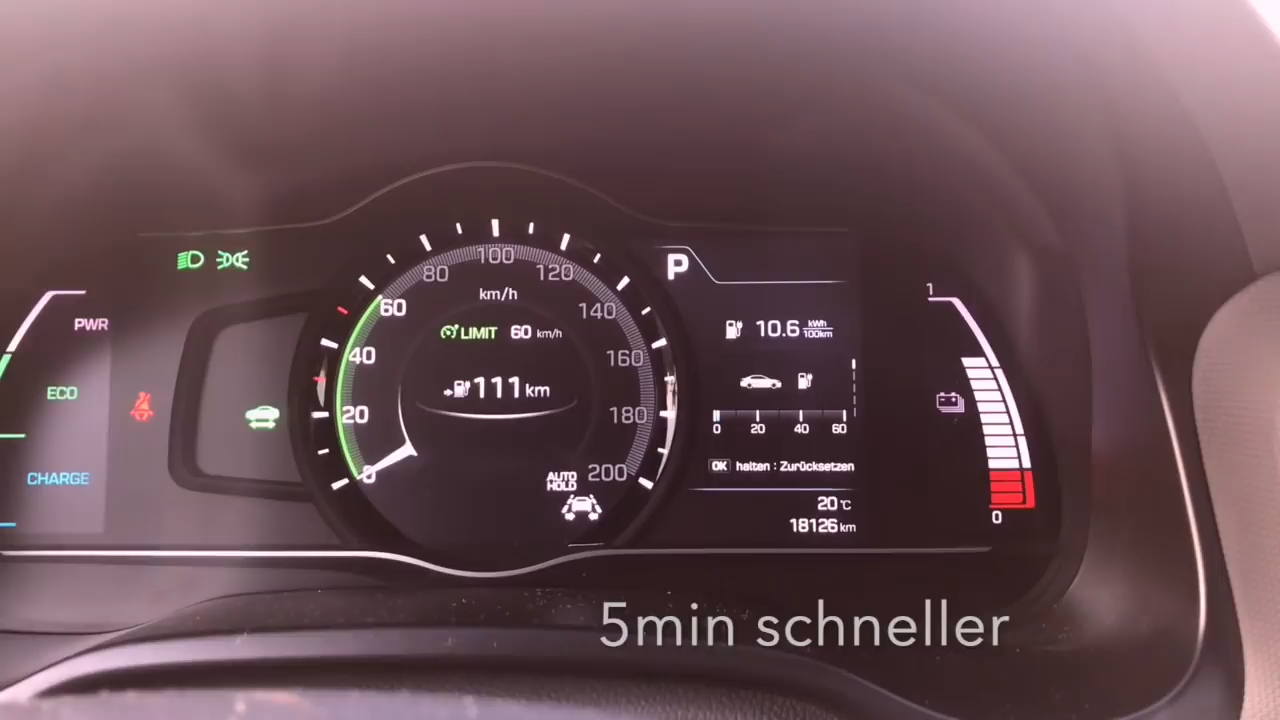 PWR
ECO
CHARGE
0
20
40
60
80
100
120
140
160
180
200
km/h
LIMIT 60 km/h
111 km
AUTO
HOLD
P
10.6 kWh
100km
0 20 40 60
OK halten : Zurücksetzen
20 °C
18126 km
1
0
5min schneller